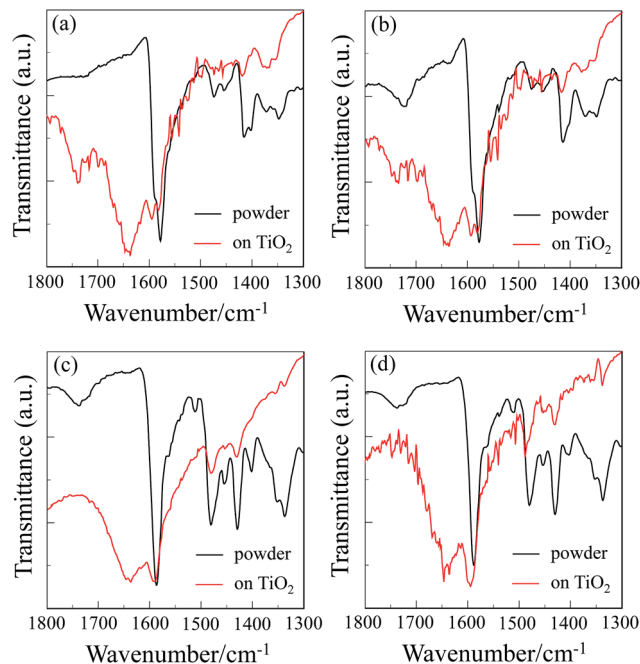 (a)
Transmittance (a.u.)
powder
on TiO₂
1800 1700 1600 1500 1400 1300
Wavenumber/cm⁻¹
(b)
Transmittance (a.u.)
powder
on TiO₂
1800 1700 1600 1500 1400 1300
Wavenumber/cm⁻¹
(c)
Transmittance (a.u.)
powder
on TiO₂
1800 1700 1600 1500 1400 1300
Wavenumber/cm⁻¹
(d)
Transmittance (a.u.)
powder
on TiO₂
1800 1700 1600 1500 1400 1300
Wavenumber/cm⁻¹